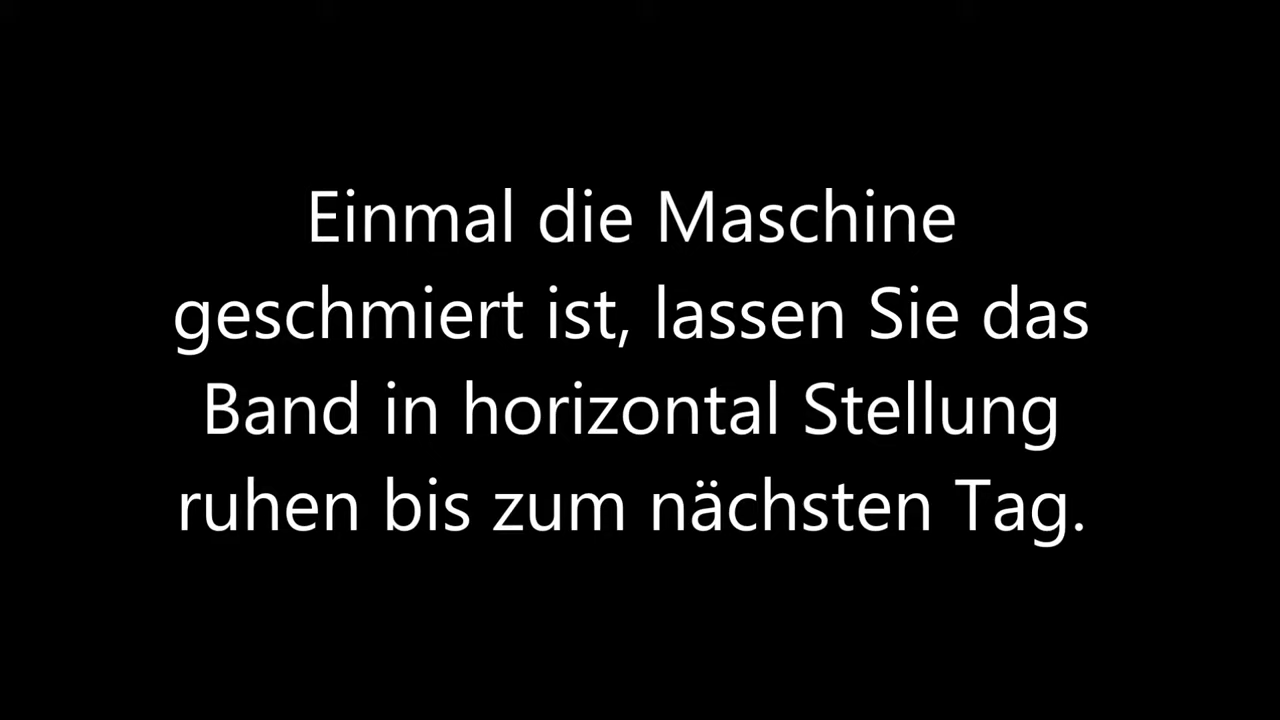 Einmal die Maschine
geschmiert ist, lassen Sie das
Band in horizontal Stellung
ruhen bis zum nächsten Tag.